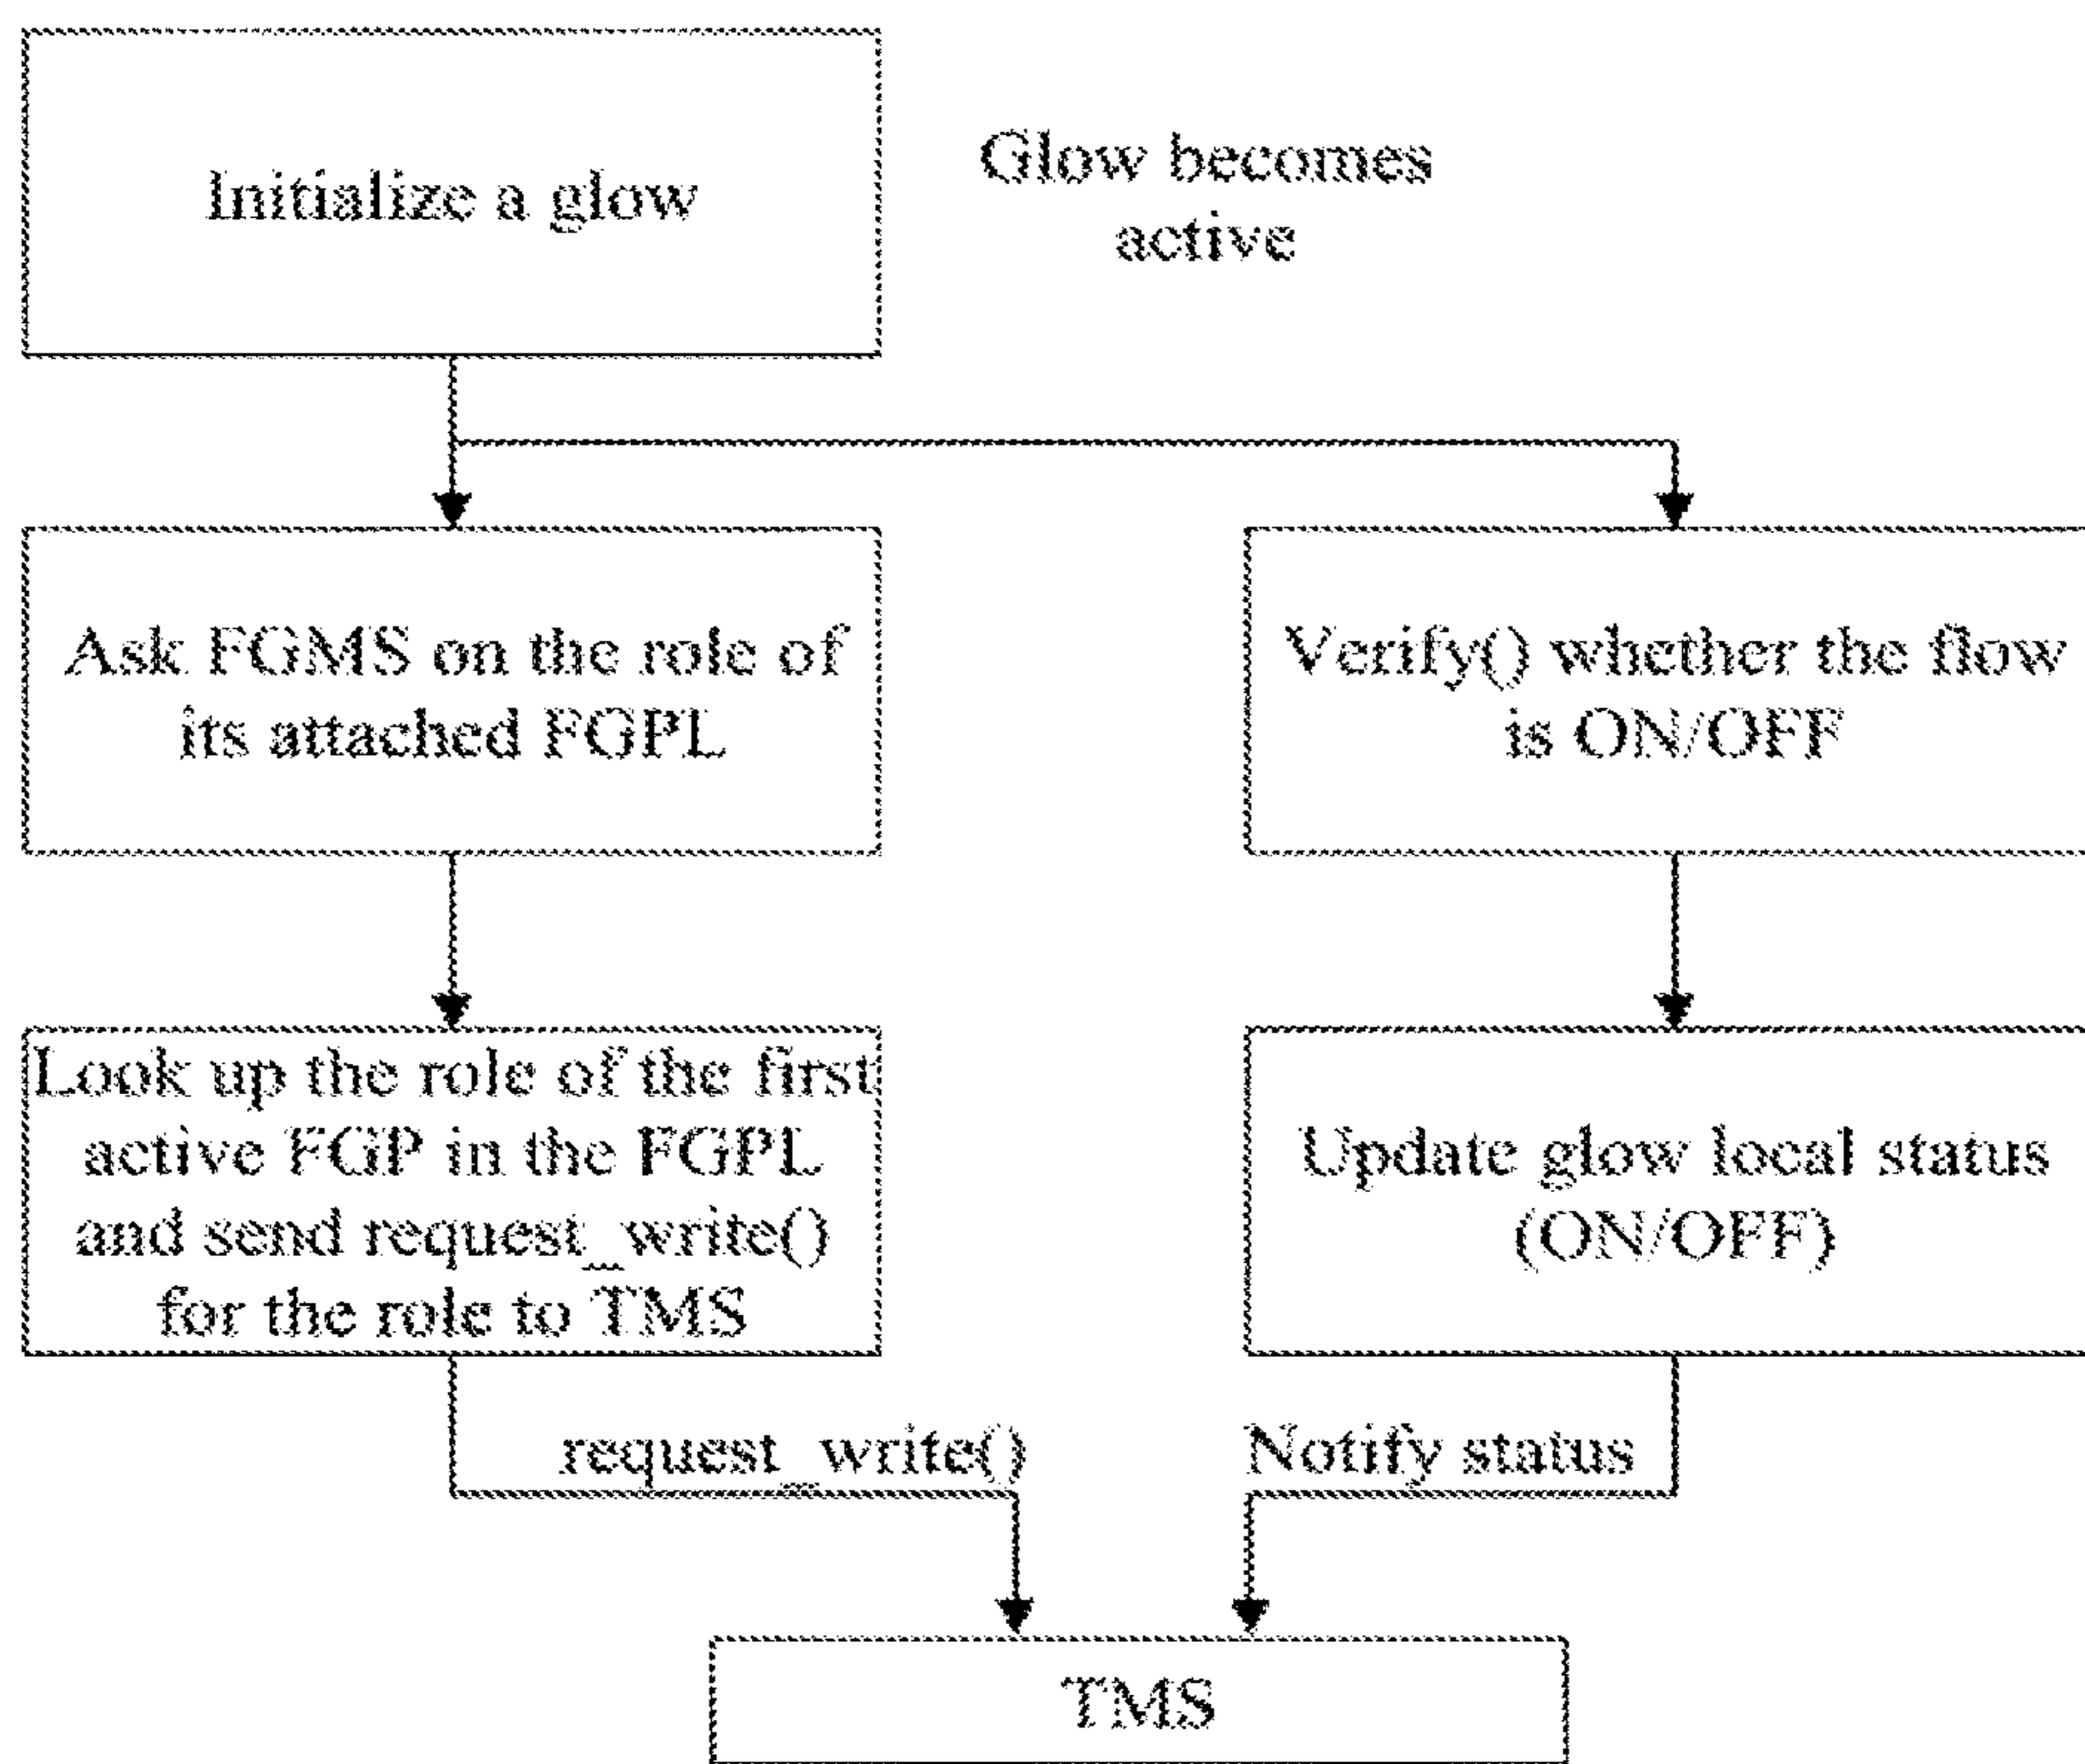 Initialize a glow
Glow becomes
active
Ask FGMS on the role of
its attached FGPL
Verify() whether the flow
is ON/OFF
Look up the role of the first
active FGP in the FGPL
and send request_write()
for the role to TMS
Update glow local status
(ON/OFF)
request_write()
Notify status
TMS